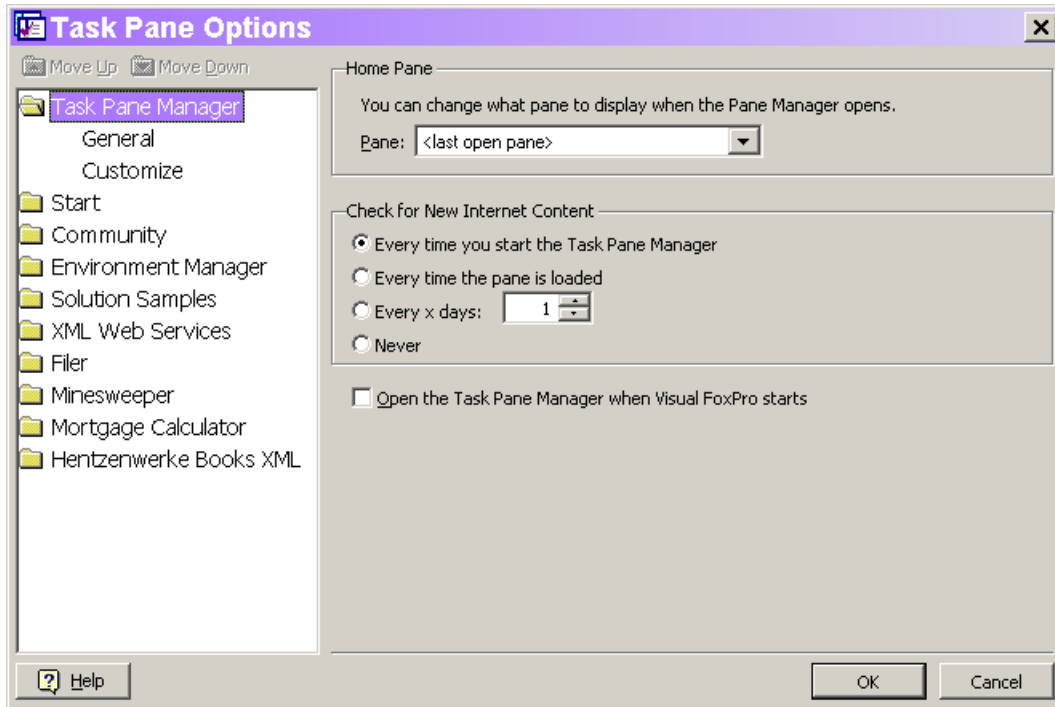 Task Pane Options
Move Up Move Down
Task Pane Manager
General
Customize
Start
Community
Environment Manager
Solution Samples
XML Web Services
Filer
Minesweeper
Mortgage Calculator
Hentzenwerke Books XML
Home Pane
You can change what pane to display when the Pane Manager opens.
Pane: <last open pane>
Check for New Internet Content
Every time you start the Task Pane Manager
Every time the pane is loaded
Every x days: 1
Never
Open the Task Pane Manager when Visual FoxPro starts
Help OK Cancel